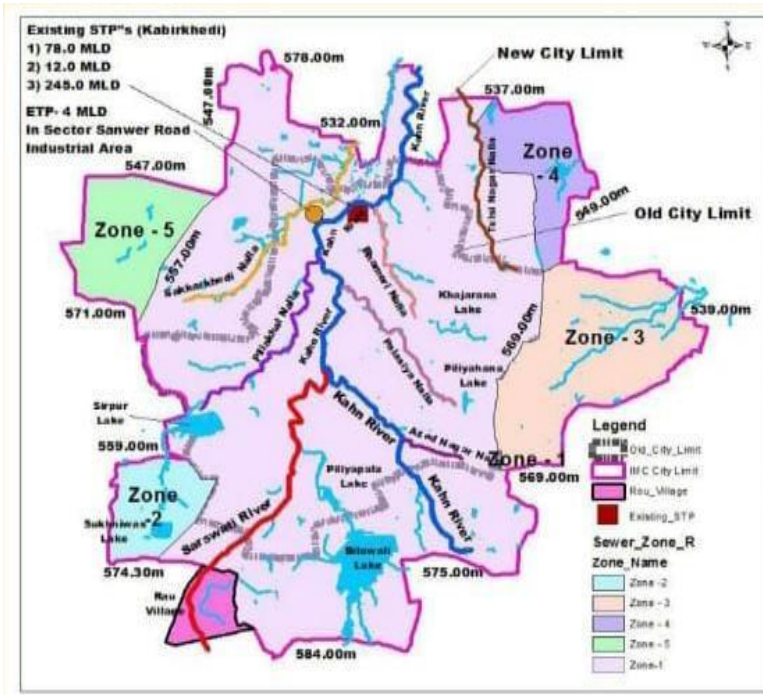 Existing STP"s (Kabirkhedi)
1) 78.0 MLD
2) 12.0 MLD
3) 245.0 MLD
ETP- 4 MLD
In Sector Sanwer Road
Industrial Area
578.00m
547.00m
532.00m
New City Limit
537.00m
Kahn River
Tulsi Nagar Nalla
Zone
- 4
549.00m
Old City Limit
547.00m
Zone - 5
557.00m
571.00m
Nalla
Kahn
Khajarana
Lake
569.00m
539.00m
Zone - 3
Piliyakhal Nalla
Kahn River
Palasiya Nalla
Piliyahana
Lake
Sirpur
Lake
559.00m
Kahn River
Zone - 1
569.00m
Zone
-2
Sukhniwas
Lake
574.30m
Saraswati River
Piliyapala
Lake
Kahn River
Bilawali
Lake
575.00m
Rau
Village
584.00m
Legend
Old_City_Limit
IMC City Limit
Rau_Village
Existing_STP
Sewer_Zone_R
Zone_Name
Zone -2
Zone - 3
Zone - 4
Zone - 5
Zone-1